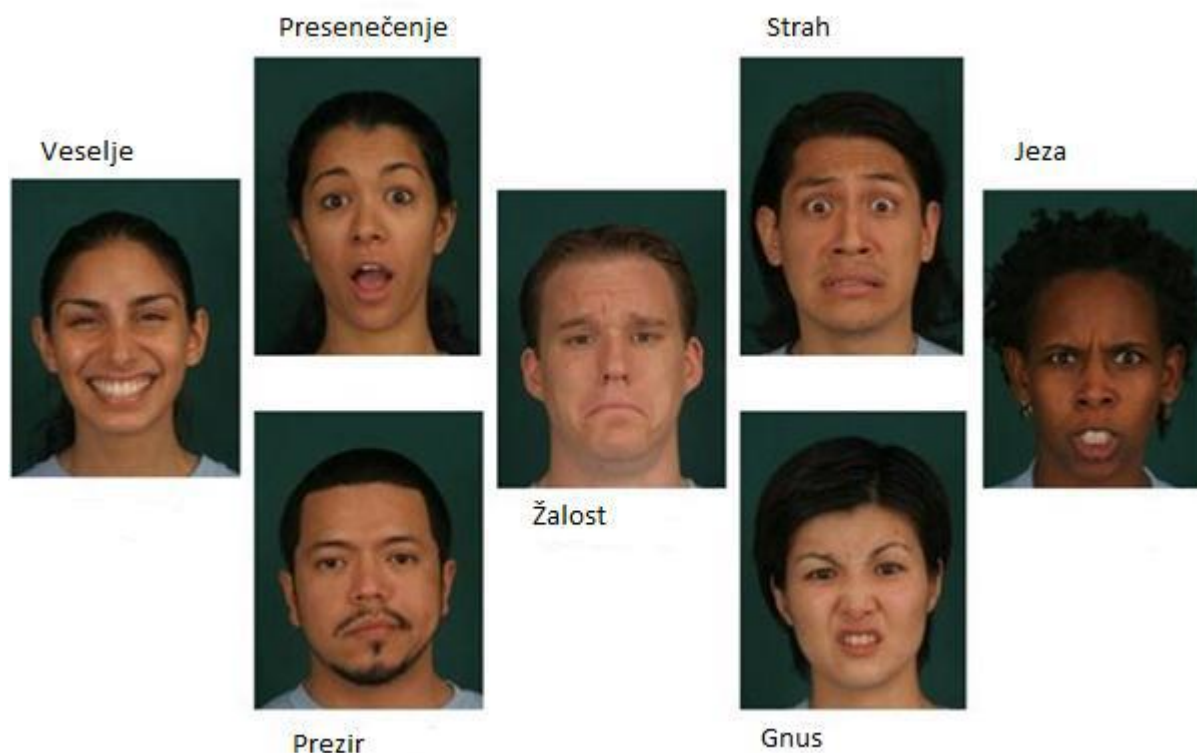 Presenečenje
Strah
Veselje
Jeza
Žalost
Prezir
Gnus